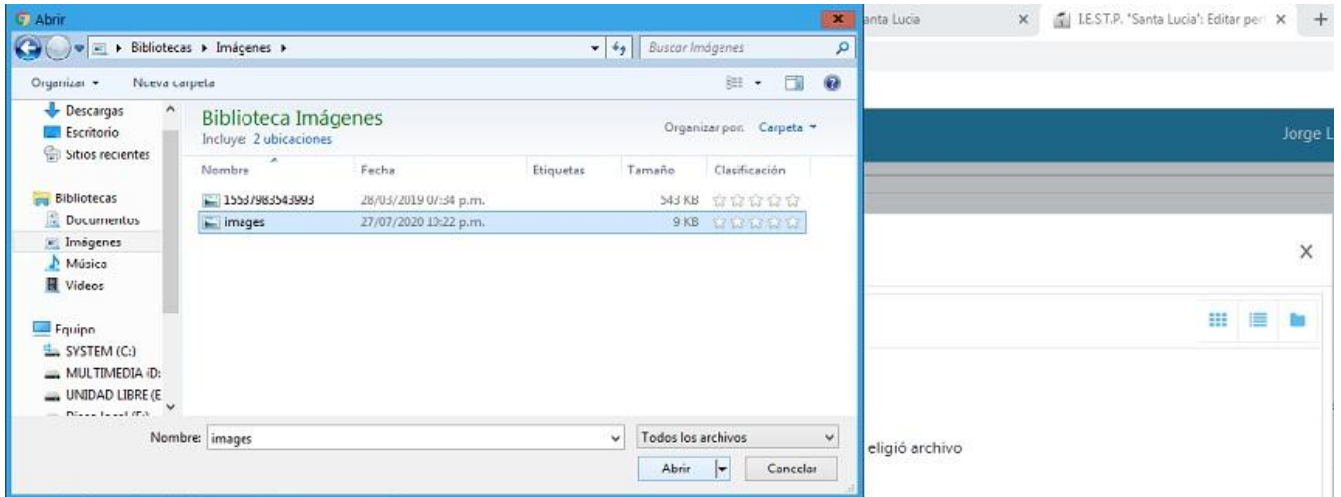 Abrir
anta Lucia
I.E.ST.P. "Santa Lucia": Editar per
Bibliotecas Imágenes
Buscar Imágenes
Organizar
Nueva carpeta
Descargas
Escritorio
Sitios recientes
Bibliotecas
Documentos
Imágenes
Música
Videos
Equipo
SYSTEM (C:)
MULTIMEDIA (D:
UNIDAD LIBRE (E
Biblioteca Imágenes
Incluye: 2 ubicaciones
Organizar por: Carpeta
Nombre Fecha Etiquetas Tamaño Clasificación
15537983543993 28/03/2019 07:34 p.m. 543 KB
images 27/07/2020 10:22 p.m. 9 KB
Nombre: images
Todos los archivos
Abrir
Cancelar
Jorge L
eligió archivo